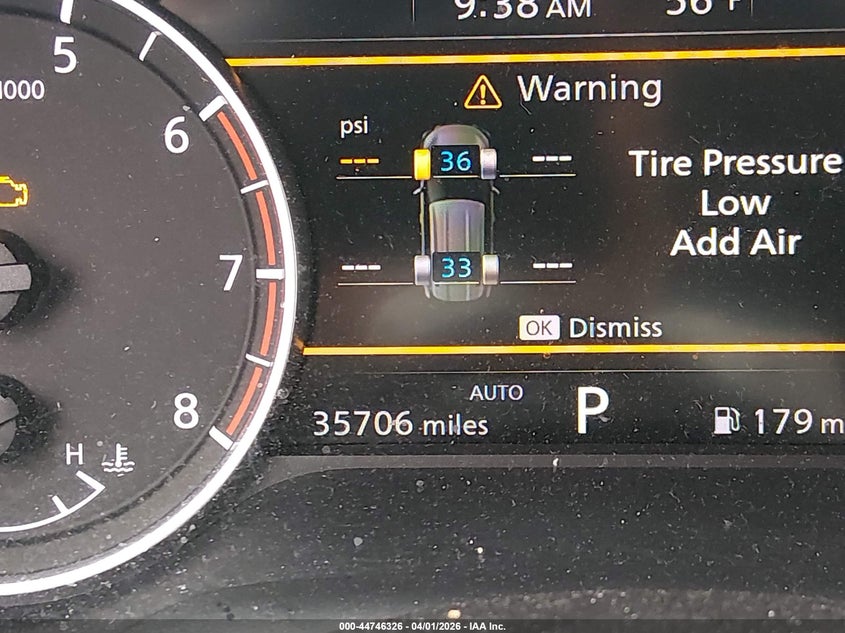 9:38 AM
5
1000
Warning
psi
6
--- 36 ---
Tire Pressure
Low
Add Air
7
--- 33 ---
OK Dismiss
AUTO
8
35706 miles
P
179 m
H
000-44746326 - 04/01/2026 - IAA Inc.